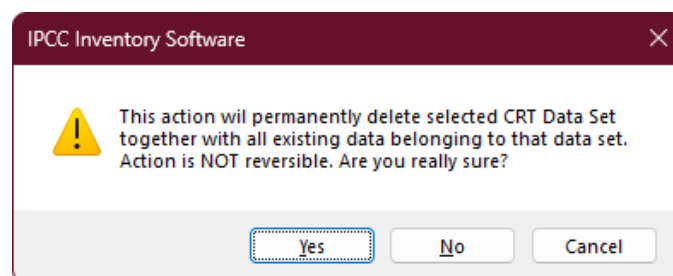 IPCC Inventory Software
This action wil permanently delete selected CRT Data Set
together with all existing data belonging to that data set.
Action is NOT reversible. Are you really sure?
Yes
No
Cancel